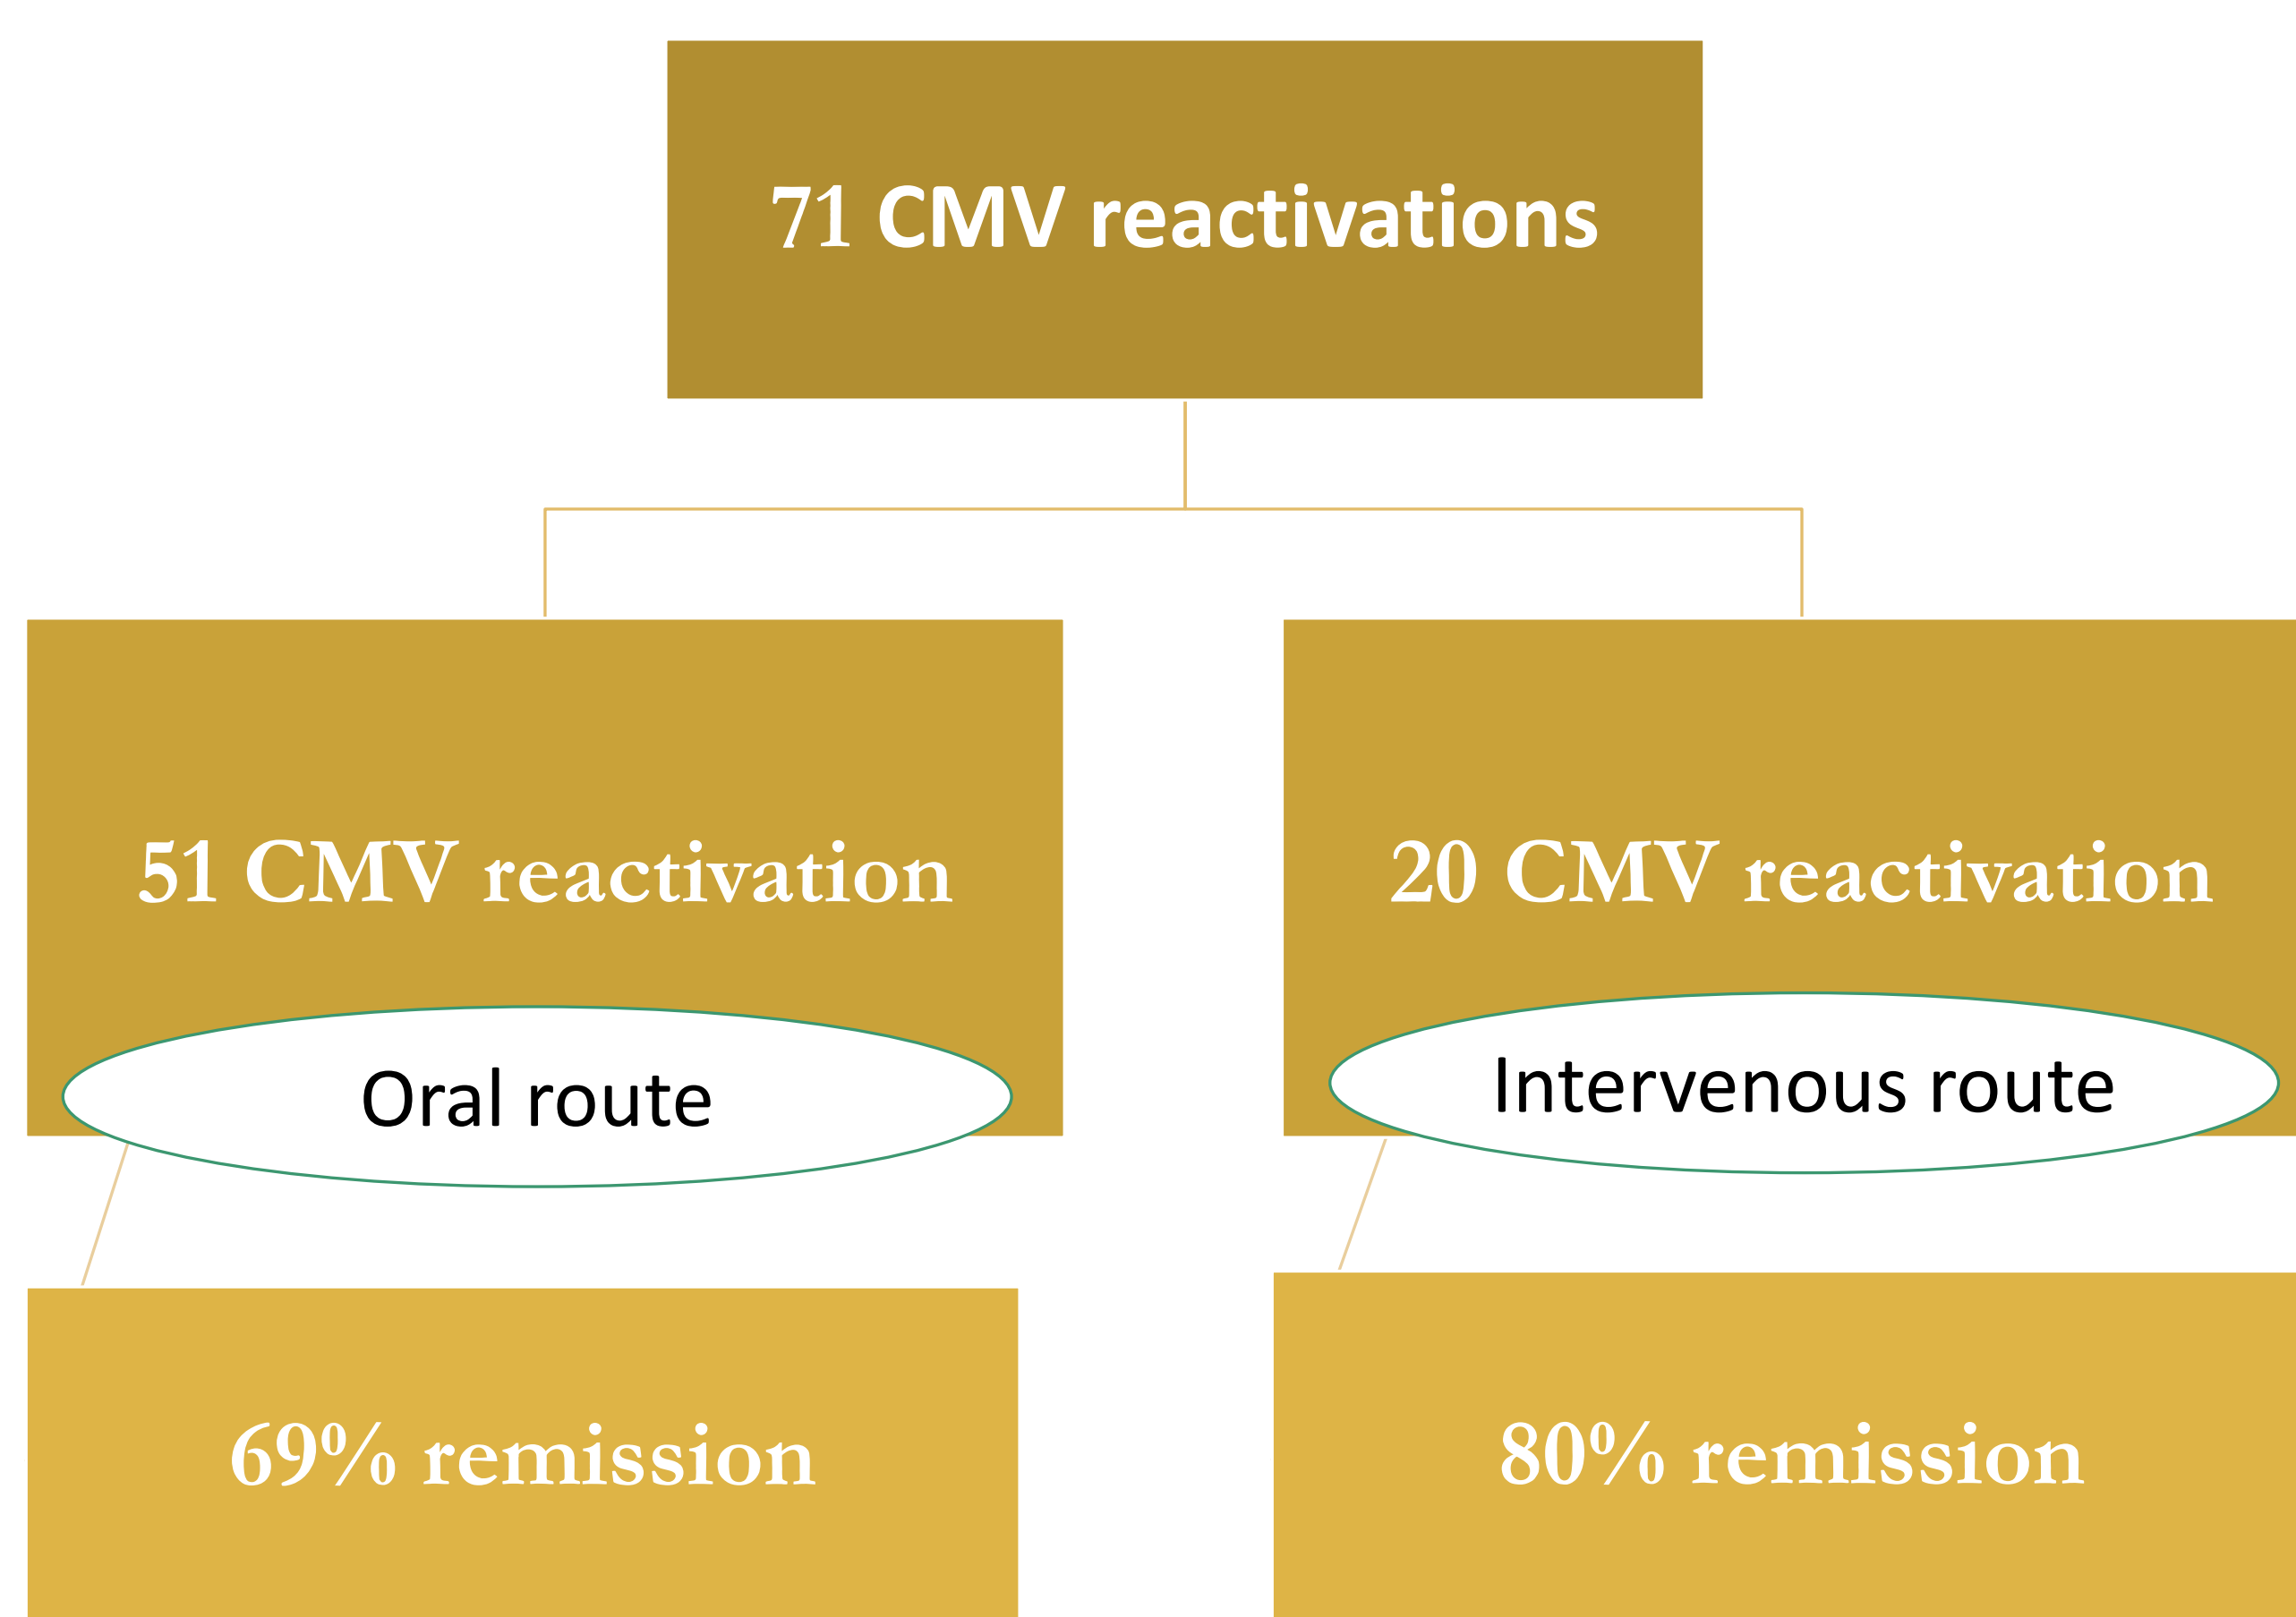 71 CMV reactivations
51 CMV reactivation
20 CMV reactivation
Oral route
Intervenous route
69% remission
80% remission